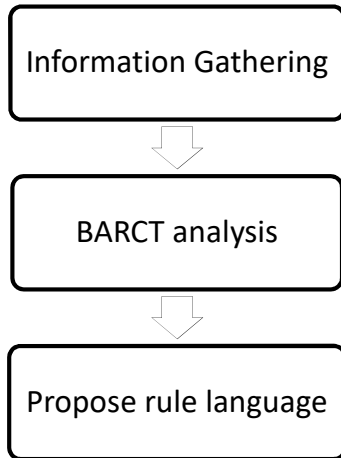 Information Gathering
BARCT analysis
Propose rule language